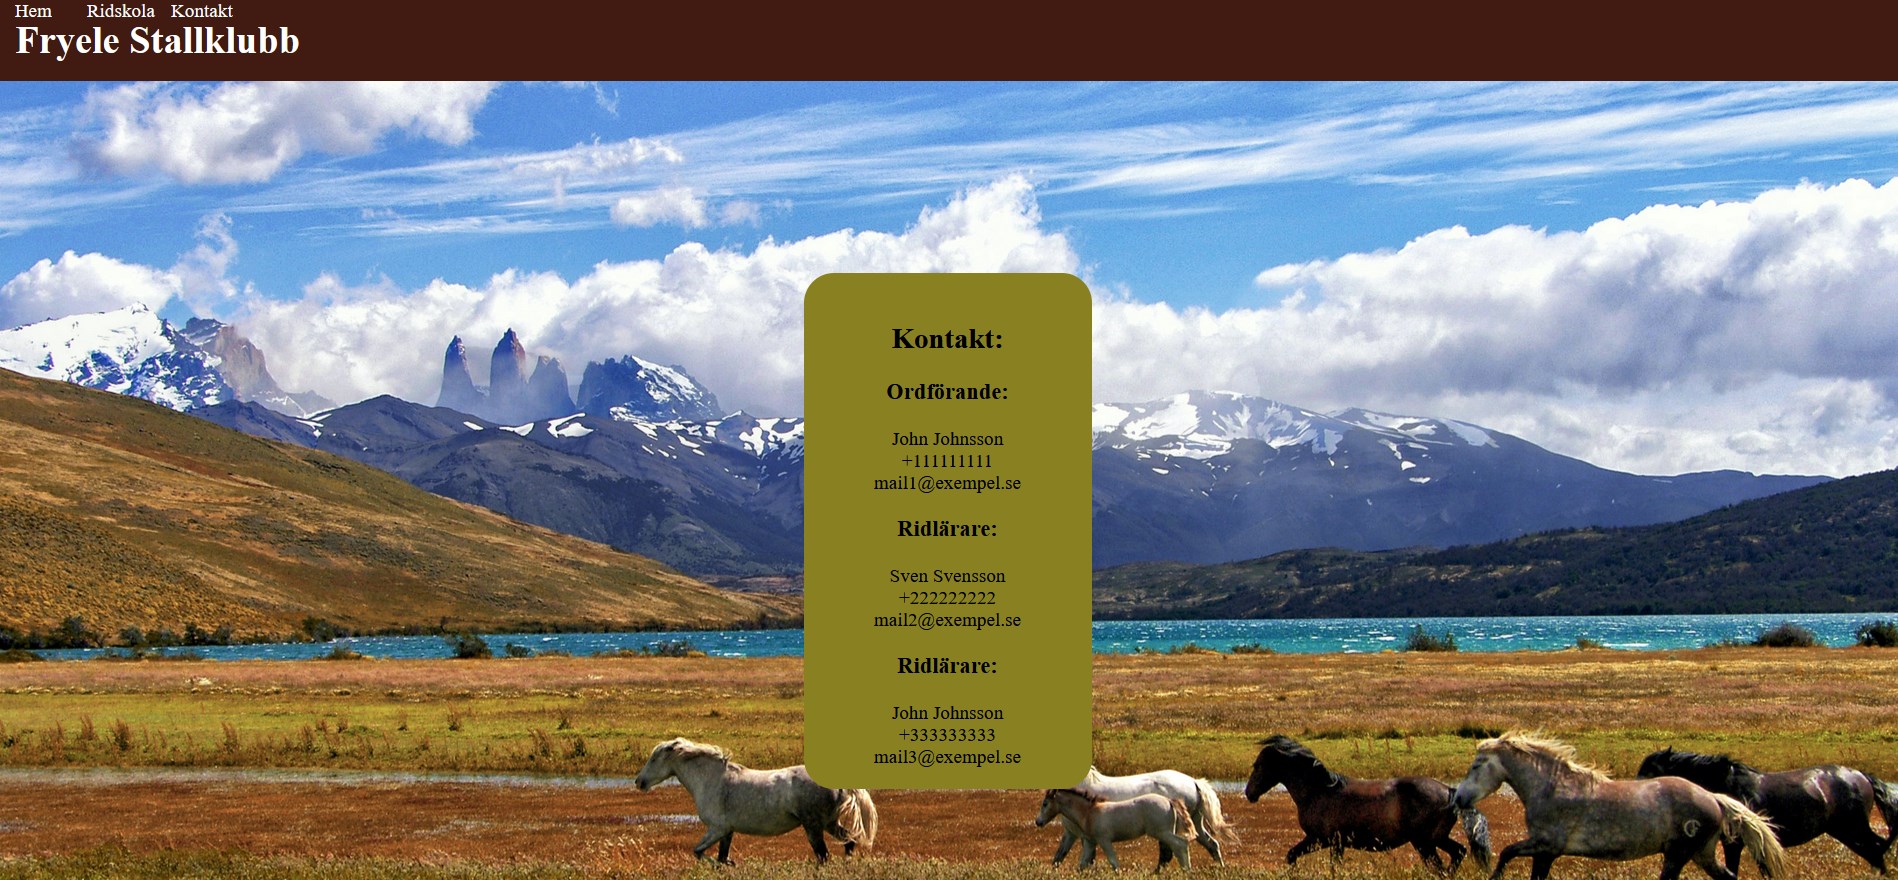 Hem Ridskola Kontakt
Fryele Stallklubb
Kontakt:
Ordförande:
John Johnsson
+111111111
mail1@exempel.se
Ridlärare:
Sven Svensson
+222222222
mail2@exempel.se
Ridlärare:
John Johnsson
+333333333
mail3@exempel.se